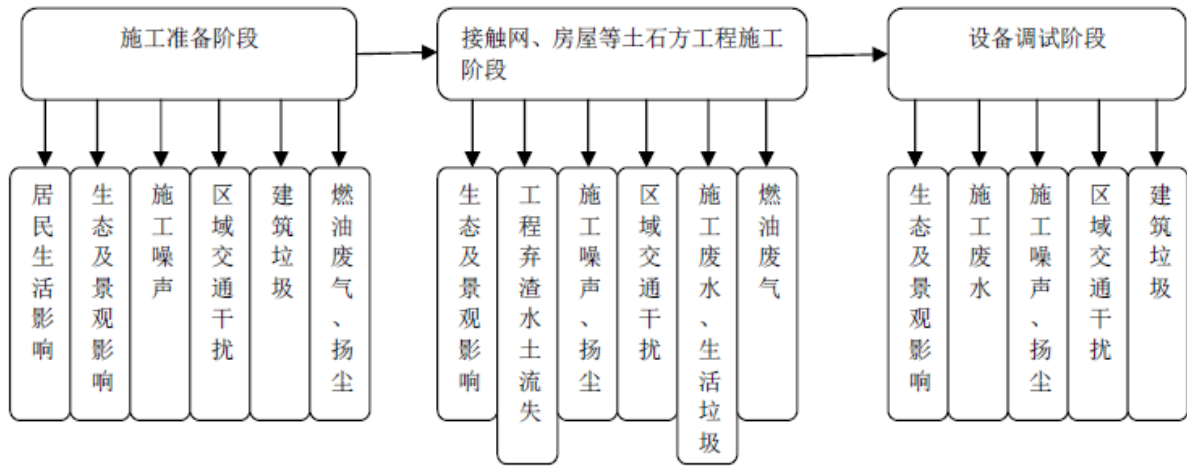 施工准备阶段
接触网、房屋等土石方工程施工
阶段
设备调试阶段
居民生活影响
生态及景观影响
施工噪声
区域交通干扰
建筑垃圾
燃油废气、扬尘
生态及景观影响
工程弃渣水土流失
施工噪声、扬尘
区域交通干扰
施工废水、生活垃圾
燃油废气
生态及景观影响
施工废水
施工噪声、扬尘
区域交通干扰
建筑垃圾